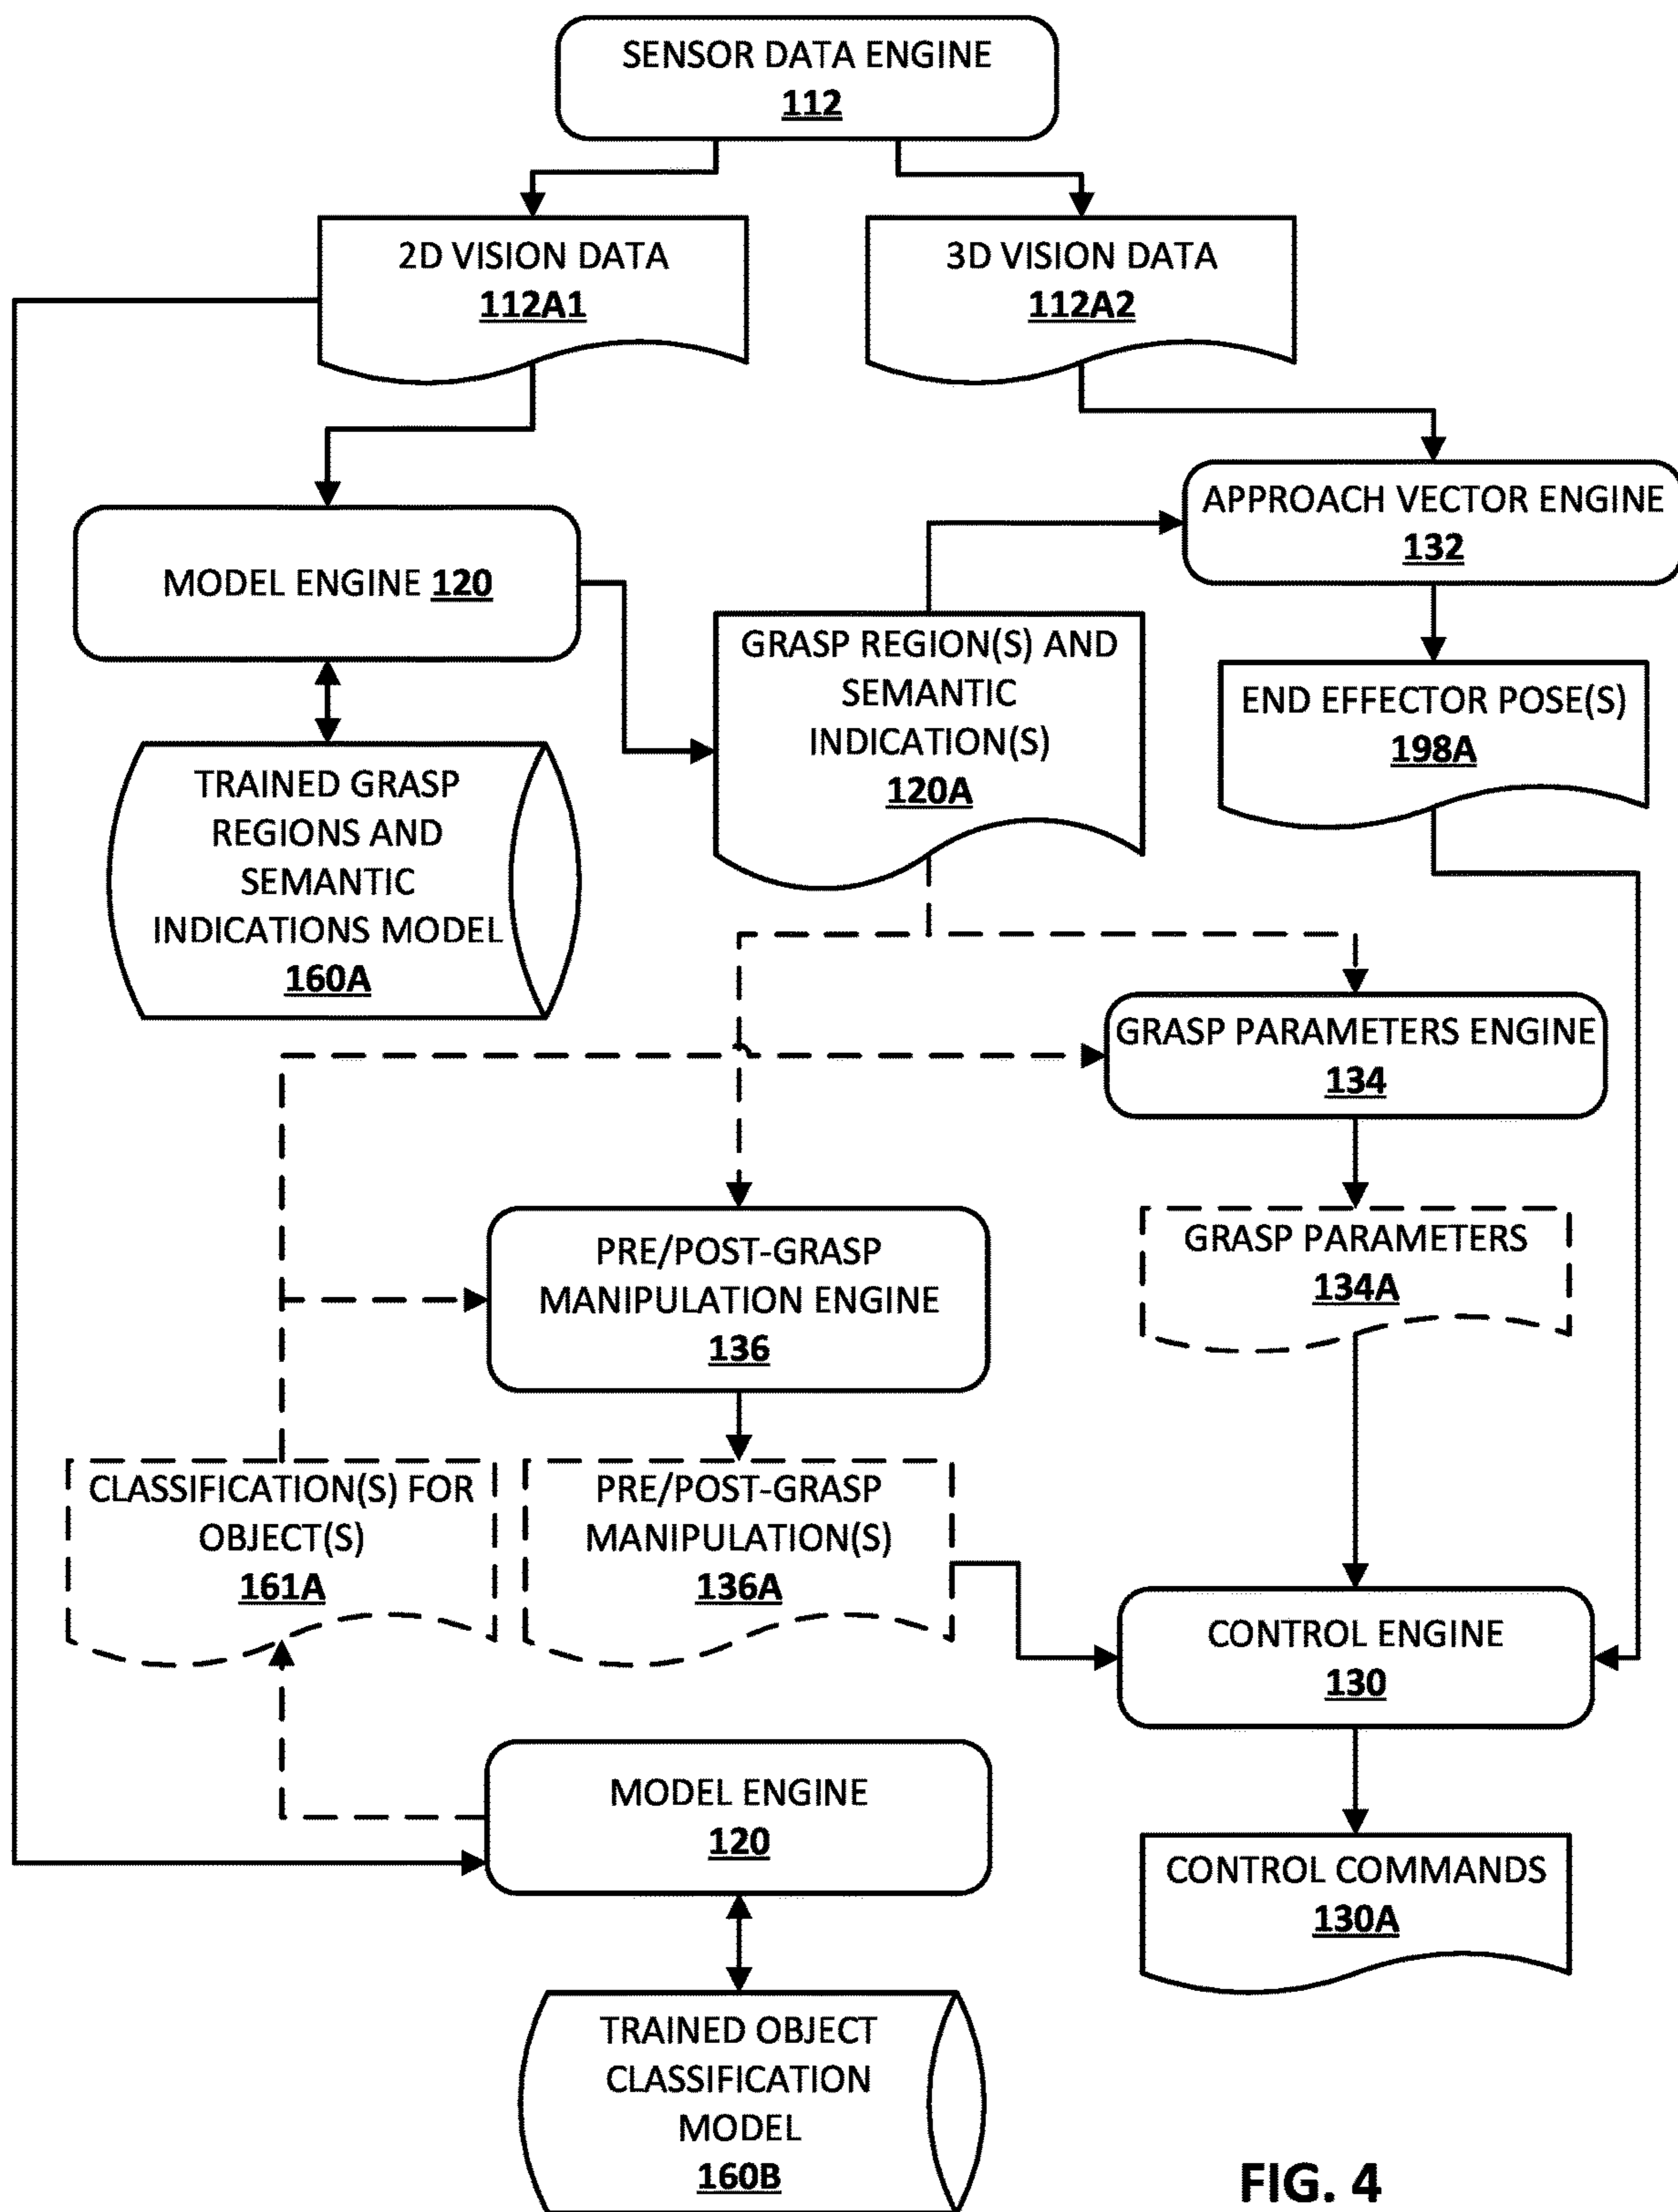 SENSOR DATA ENGINE
112
2D VISION DATA
112A1
3D VISION DATA
112A2
APPROACH VECTOR ENGINE
132
MODEL ENGINE 120
GRASP REGION(S) AND
SEMANTIC
INDICATION(S)
120A
END EFFECTOR POSE(S)
198A
TRAINED GRASP
REGIONS AND
SEMANTIC
INDICATIONS MODEL
160A
GRASP PARAMETERS ENGINE
134
PRE/POST-GRASP
MANIPULATION ENGINE
136
GRASP PARAMETERS
134A
CLASSIFICATION(S) FOR
OBJECT(S)
161A
PRE/POST-GRASP
MANIPULATION(S)
136A
CONTROL ENGINE
130
MODEL ENGINE
120
CONTROL COMMANDS
130A
TRAINED OBJECT
CLASSIFICATION
MODEL
160B
FIG. 4